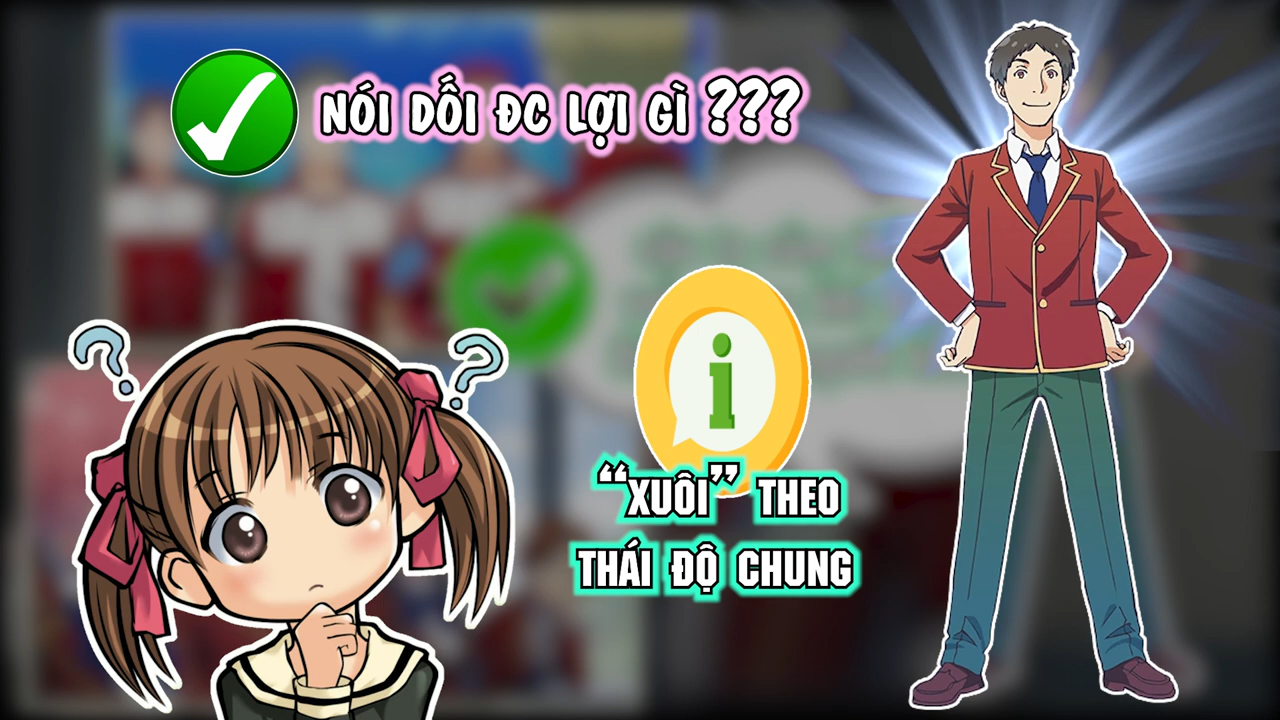 NÓI DỐI ĐC LỢI GÌ ???
i
“XUÔI” THEO
THÁI ĐỘ CHUNG